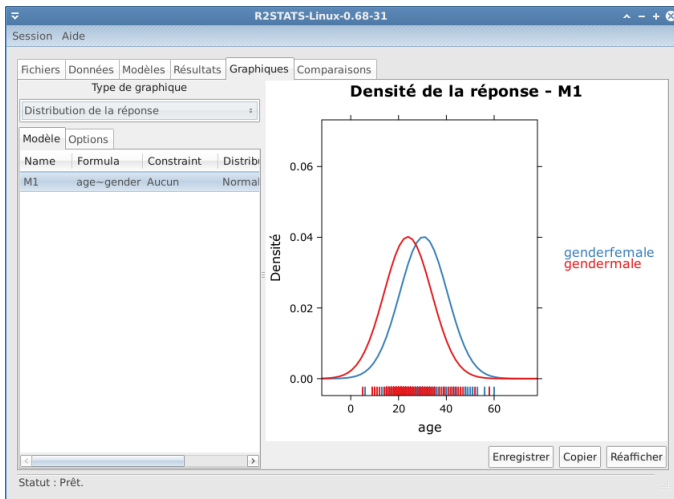 R2STATS-Linux-0.68-31
Session Aide
Fichiers Données Modèles Résultats Graphiques Comparaisons
Type de graphique
Distribution de la réponse
Modèle Options
Name Formula Constraint Distribu
M1 age~gender Aucun Normal
Densité de la réponse - M1
Densité
0.06
0.04
0.02
0.00
0 20 40 60
age
genderfemale
gendermale
Enregistrer Copier Réafficher
Statut : Prêt.